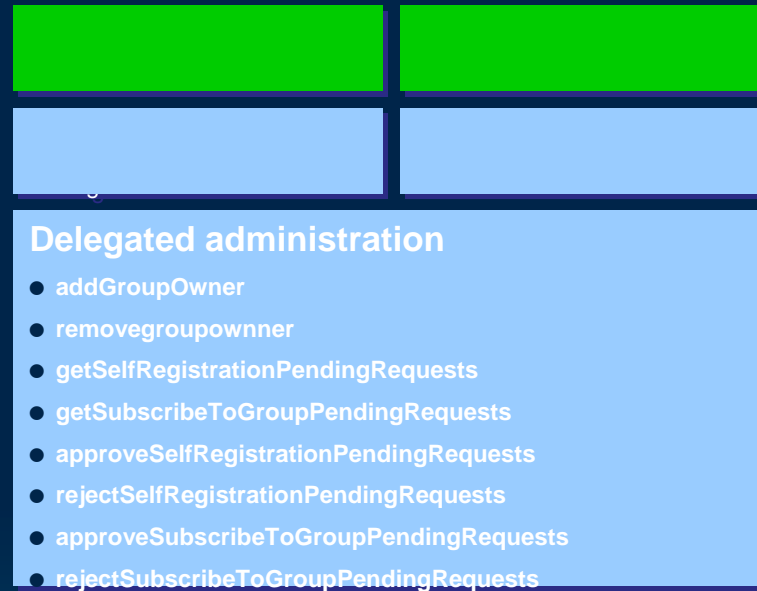 Delegated administration
● addGroupOwner
● removegroupownner
● getSelfRegistrationPendingRequests
● getSubscribeToGroupPendingRequests
● approveSelfRegistrationPendingRequests
● rejectSelfRegistrationPendingRequests
● approveSubscribeToGroupPendingRequests
● rejectSubscribeToGroupPendingRequests